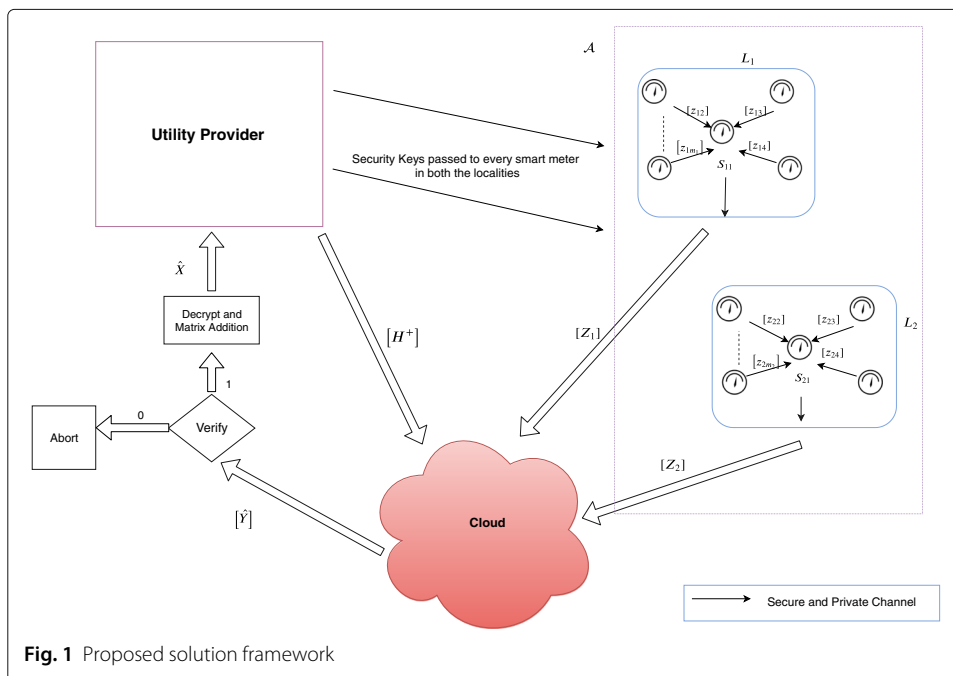 𝒜
L₁
[z₁₂]
[z₁₃]
[z₁ₘ₁]
[z₁₄]
S₁₁
Utility Provider
Security Keys passed to every smart meter
in both the localities
X̂
Decrypt and
Matrix Addition
[H⁺]
[Z₁]
L₂
[z₂₂]
[z₂₃]
[z₂ₘ₂]
[z₂₄]
S₂₁
1
0
Abort
Verify
[Z₂]
[Ŷ]
Cloud
Secure and Private Channel
Fig. 1 Proposed solution framework